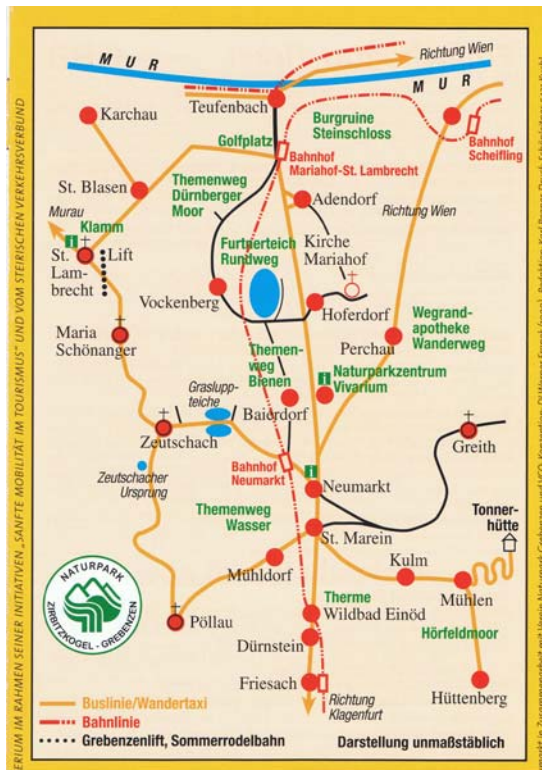 MUR
Richtung Wien
MUR
Teufenbach
Karchau
Burgruine
Steinschloss
Golfplatz
Bahnhof
Mariahof-St. Lambrecht
Bahnhof
Scheifling
St. Blasen
Themenweg
Dürnberger
Moor
Adendorf
Richtung Wien
Murau
Klamm
St.
Lam-
brecht
Lift
Furtnerteich
Rundweg
Kirche
Mariahof
Vockenberg
Hoferdorf
Maria
Schönanger
Wegrand-
apotheke
Wanderweg
Perchau
Themen-
weg
Bienen
Naturparkzentrum
Vivarium
Graslupp-
teiche
Baierdorf
Zeutschach
Greith
Zeutschacher
Ursprung
Bahnhof
Neumarkt
Neumarkt
Themenweg
Wasser
St. Marein
Tonner-
hütte
Mühldorf
Kulm
Mühlen
NATURPARK
ZIRBITZKOGEL - GREBENZEN
Pöllau
Therme
Wildbad Einöd
Hörfeldmoor
Dürnstein
Friesach
Richtung
Klagenfurt
Hüttenberg
Buslinie/Wandertaxi
Bahnlinie
Grebenzenlift, Sommerrodelbahn
Darstellung unmaßstäblich
IM RAHMEN SEINER INITIATIVEN „SANFTE MOBILITÄT IM TOURISMUS" UND VOM STEIRISCHEN VERKEHRSVERBUND